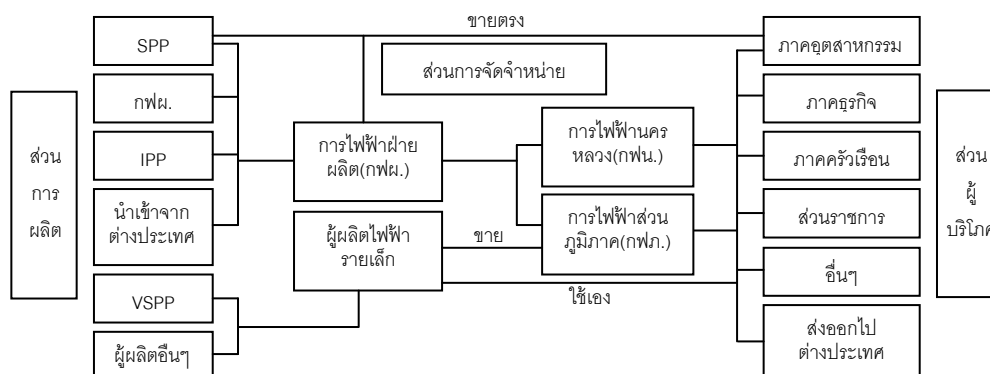 ขายตรง
SPP
ส่วนการจัดจำหน่าย
ภาคอุตสาหกรรม
กฟผ.
ภาคธุรกิจ
ส่วน
การ
ผลิต
IPP
การไฟฟ้าฝ่าย
ผลิต(กฟผ.)
การไฟฟ้านคร
หลวง(กฟน.)
ภาคครัวเรือน
ส่วน
ผู้
บริโภค
นำเข้าจาก
ต่างประเทศ
ผู้ผลิตไฟฟ้า
รายเล็ก
ขาย
การไฟฟ้าส่วน
ภูมิภาค(กฟภ.)
ส่วนราชการ
VSPP
ใช้เอง
อื่นๆ
ผู้ผลิตอื่นๆ
ส่งออกไป
ต่างประเทศ